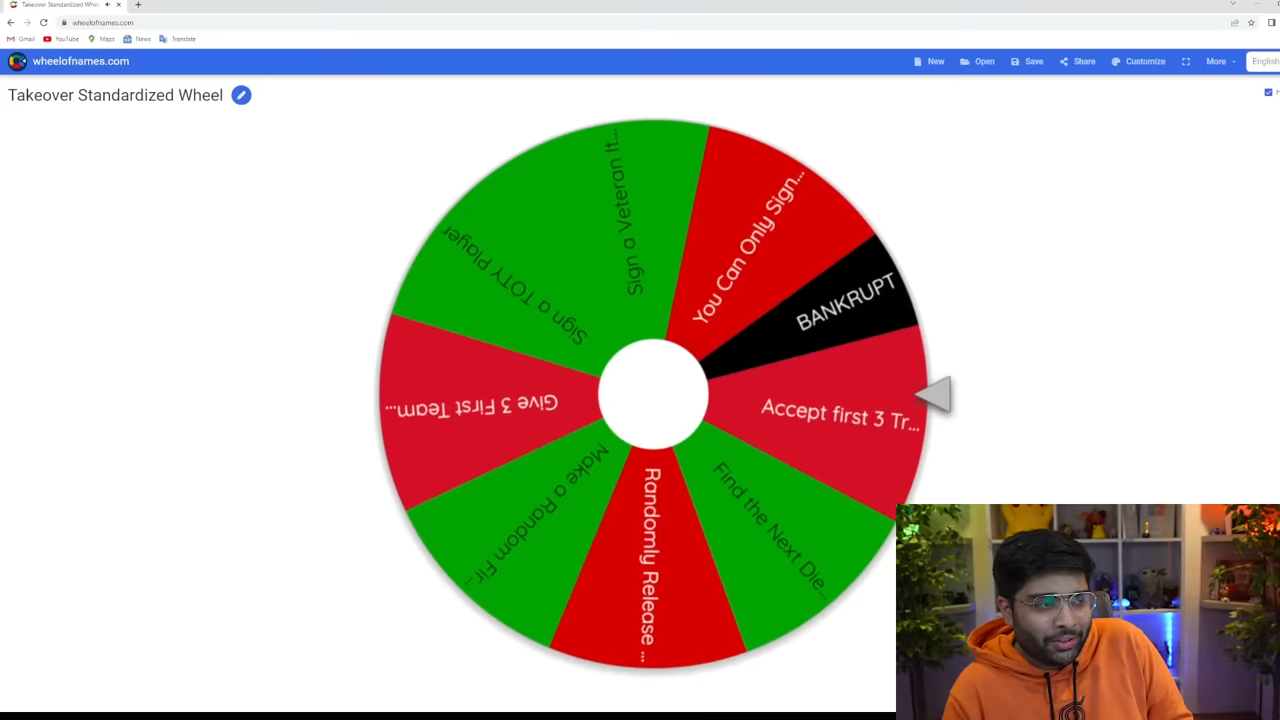 Takeover Standardized Whe
wheelofnames.com
Gmail
YouTube
Maps
News
Translate
wheelofnames.com
New
Open
Save
Share
Customize
More
English
Takeover Standardized Wheel
H
Sign a Veteran It...
You Can Only Sign...
BANKRUPT
Accept first 3 Tr...
Find the Next Die...
Randomly Release ...
Make a Random Fir...
Give 3 First Team...
Sign a TOTY Player